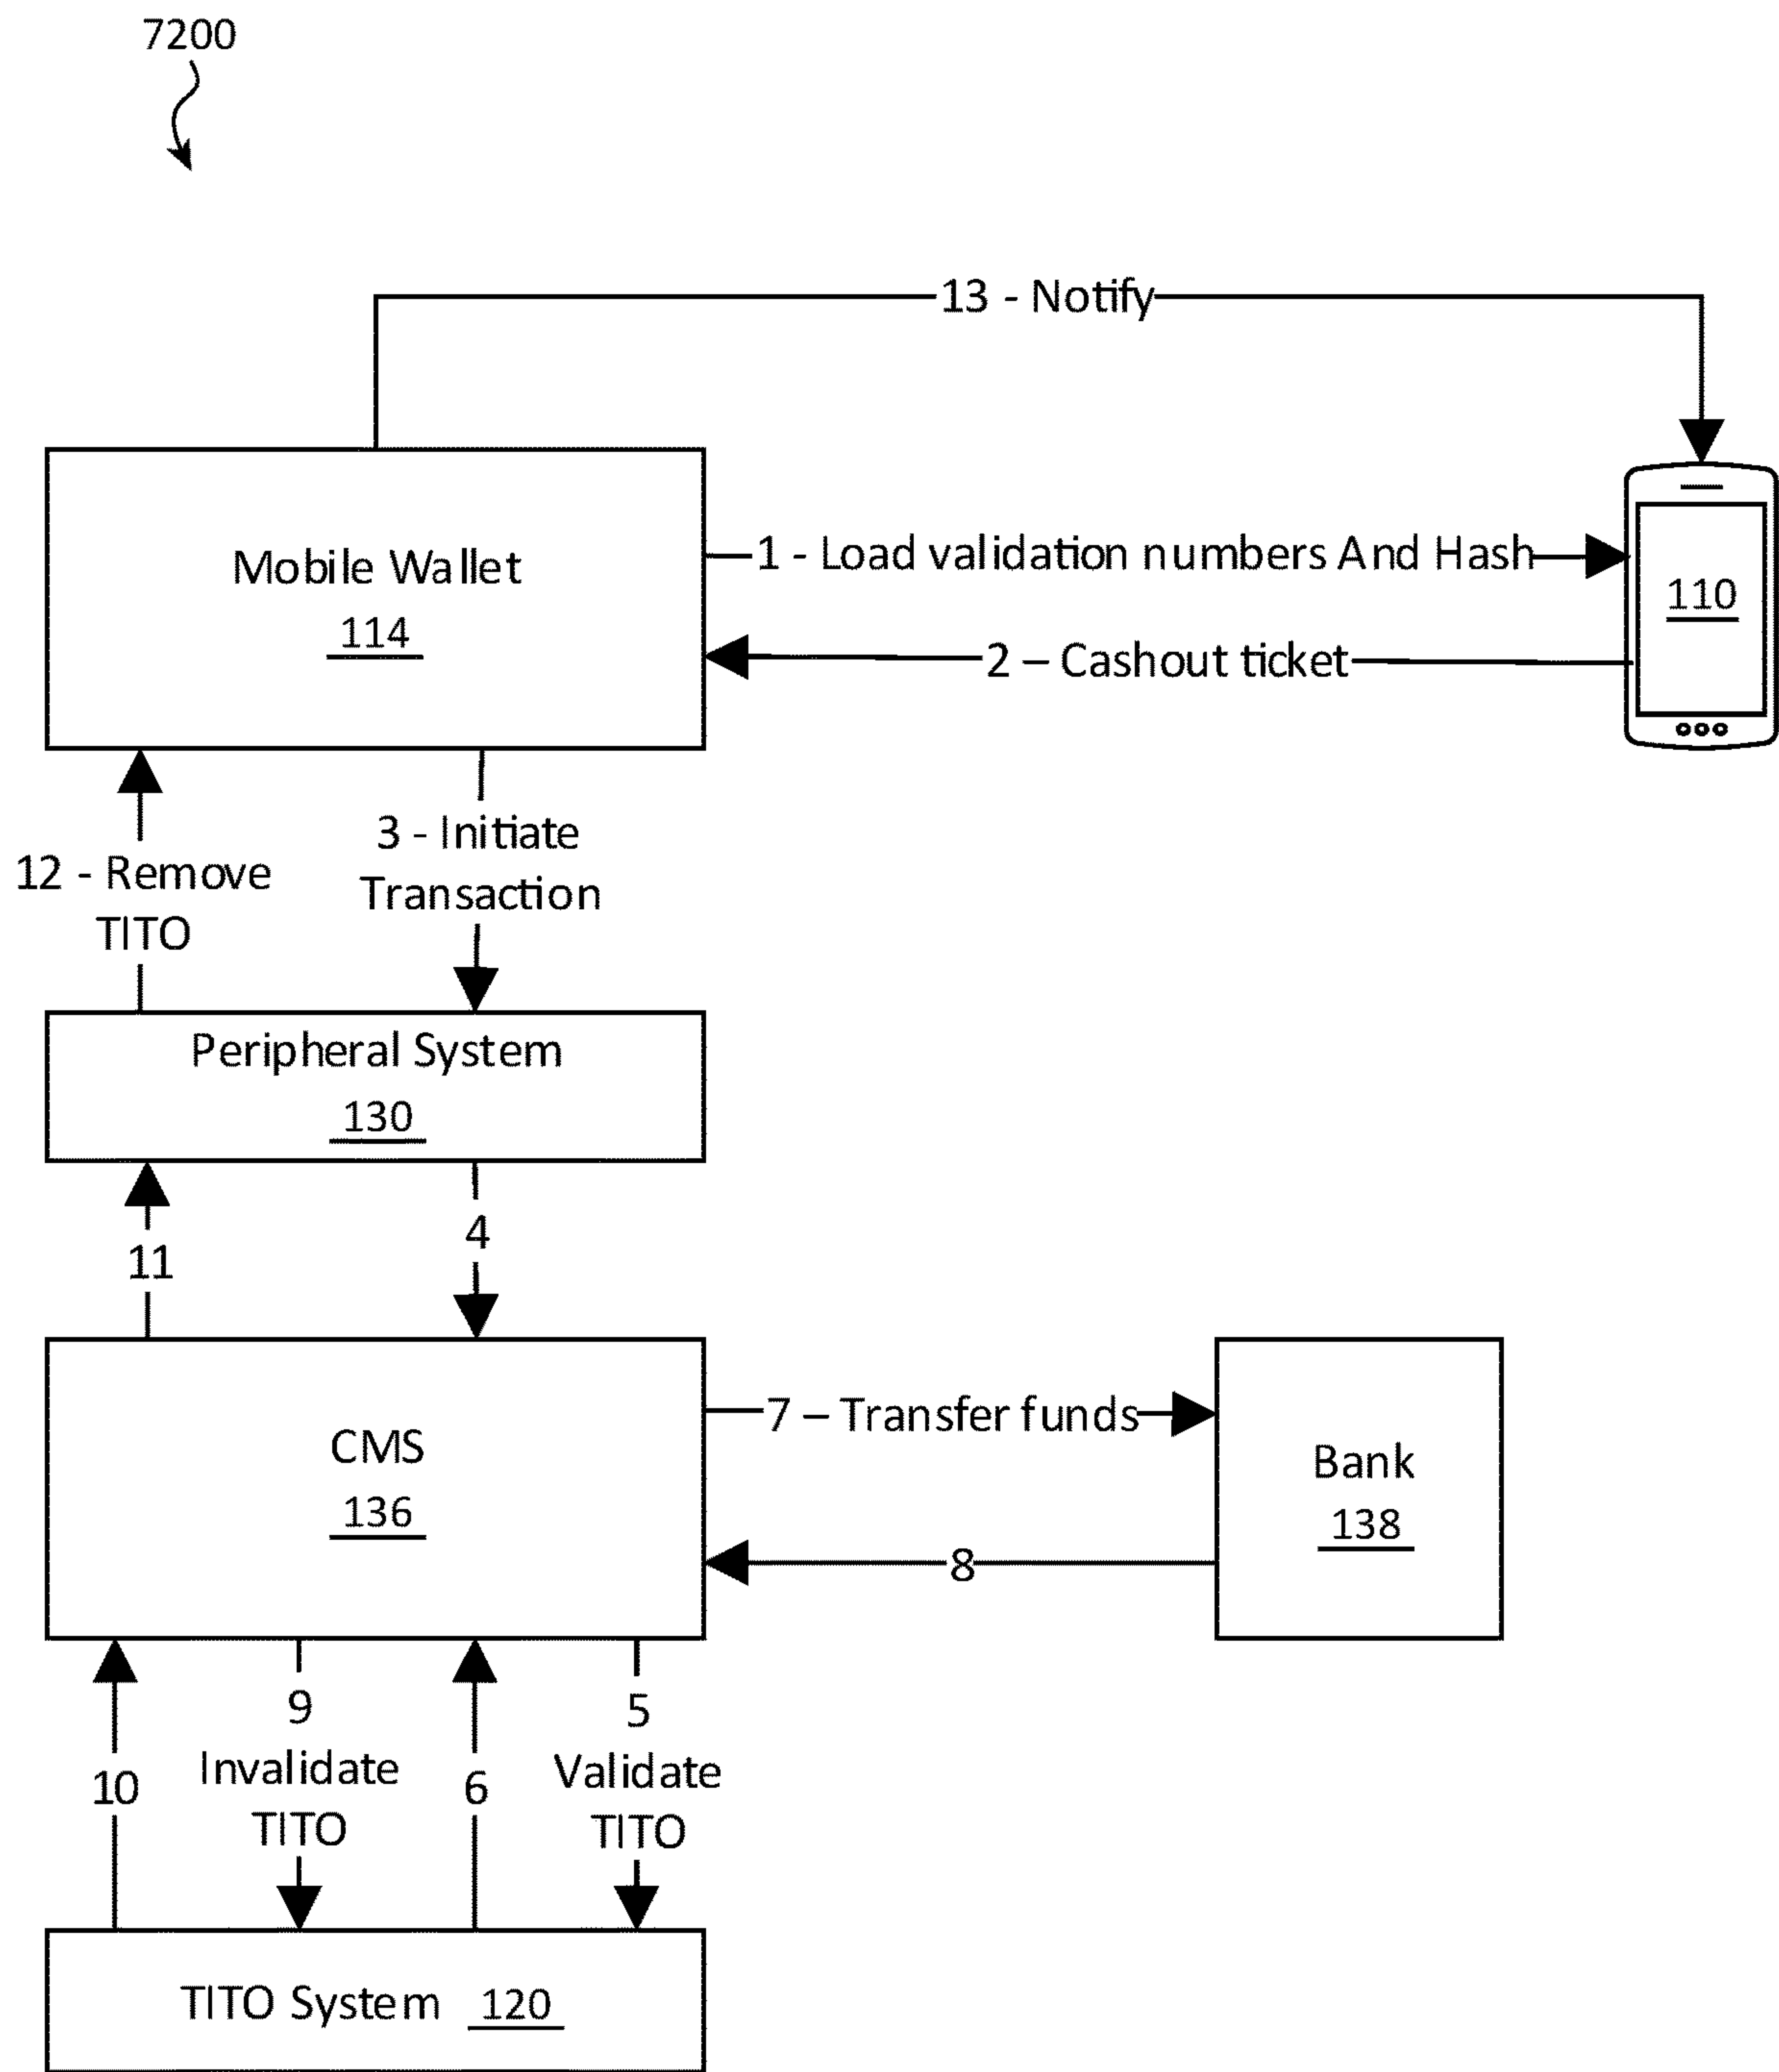 7200
13 - Notify
Mobile Wallet
114
1 - Load validation numbers And Hash
110
2 – Cashout ticket
3 - Initiate
Transaction
12 - Remove
TITO
Peripheral System
130
4
11
CMS
136
7 – Transfer funds
Bank
138
8
9
Invalidate
TITO
5
Validate
TITO
10
6
TITO System 120